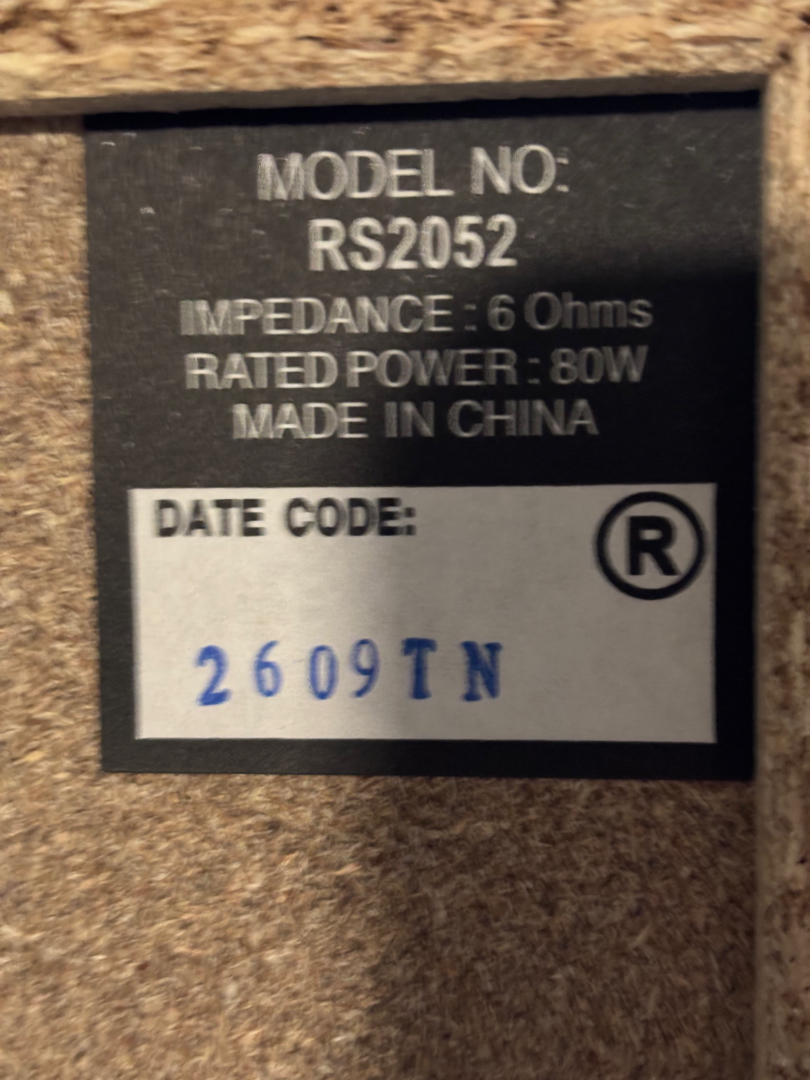 MODEL NO:
RS2052
IMPEDANCE : 6 Ohms
RATED POWER : 80W
MADE IN CHINA
DATE CODE:
®
2609TN